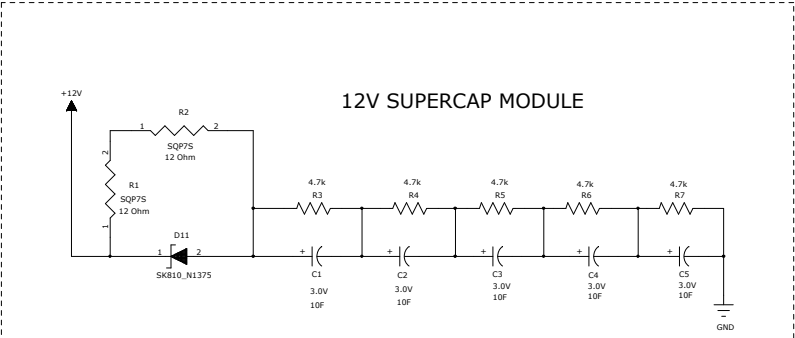 12V SUPERCAP MODULE
+12V
R2
1
2
SQP7S
12 Ohm
2
R1
SQP7S
12 Ohm
1
D11
1
2
SK810_N1375
4.7k
R3
4.7k
R4
4.7k
R5
4.7k
R6
4.7k
R7
+
C1
3.0V
10F
+
C2
3.0V
10F
+
C3
3.0V
10F
+
C4
3.0V
10F
+
C5
3.0V
10F
GND